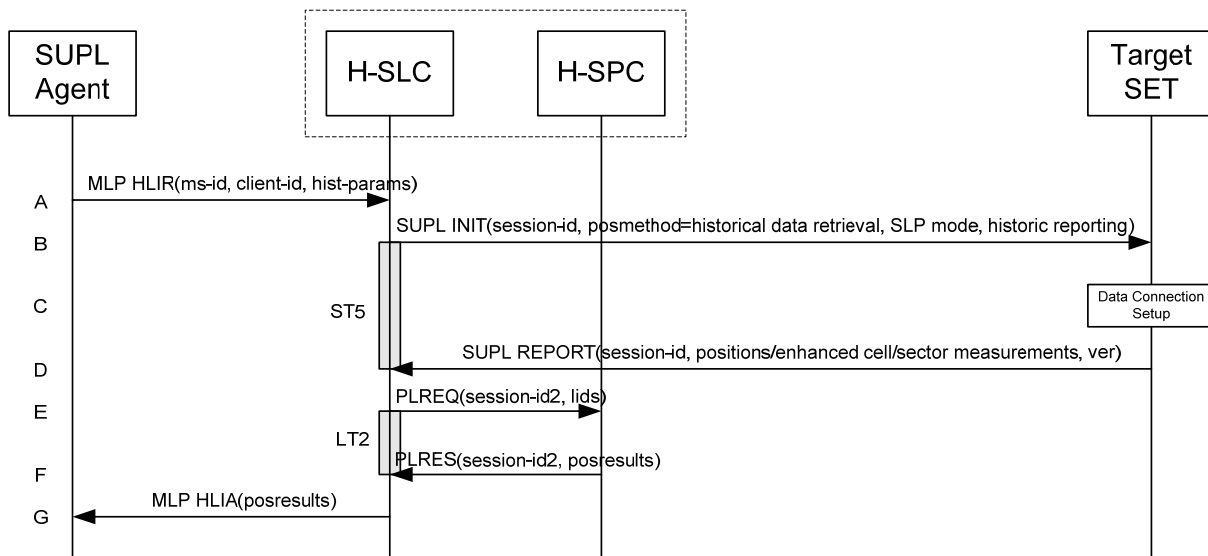 SUPL
Agent
H-SLC
H-SPC
Target
SET
A
MLP HLIR(ms-id, client-id, hist-params)
B
SUPL INIT(session-id, posmethod=historical data retrieval, SLP mode, historic reporting)
C
ST5
Data Connection
Setup
D
SUPL REPORT(session-id, positions/enhanced cell/sector measurements, ver)
E
PLREQ(session-id2, lids)
LT2
F
PLRES(session-id2, posresults)
G
MLP HLIA(posresults)